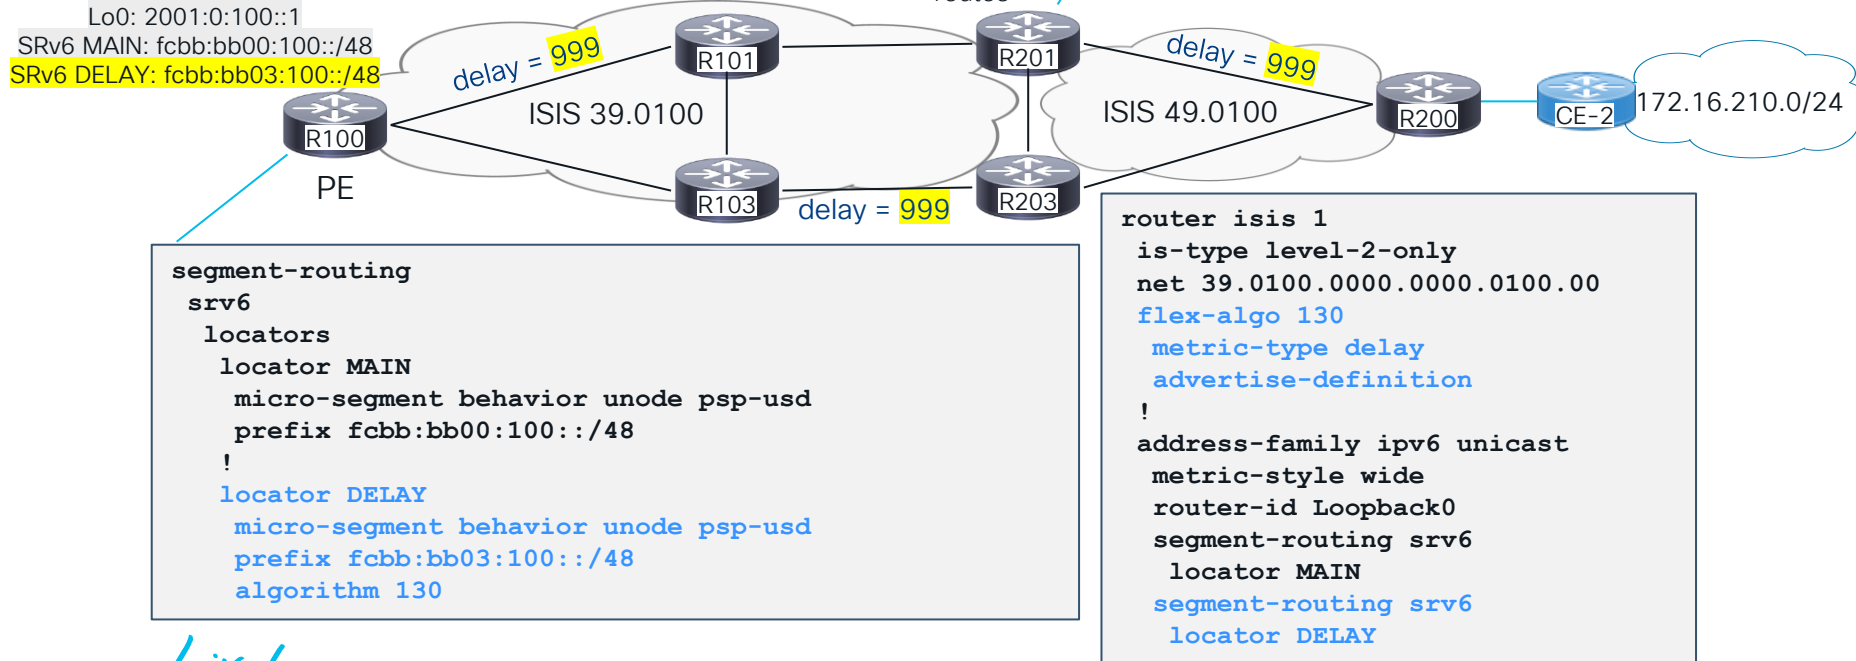 routes
Lo0: 2001:0:100::1
SRv6 MAIN: fcbb:bb00:100::/48
SRv6 DELAY: fcbb:bb03:100::/48
delay = 999
R101
R201
delay = 999
ISIS 39.0100
ISIS 49.0100
R100
R200
CE-2
172.16.210.0/24
PE
R103
delay = 999
R203
segment-routing
srv6
locators
locator MAIN
micro-segment behavior unode psp-usd
prefix fcbb:bb00:100::/48
!
locator DELAY
micro-segment behavior unode psp-usd
prefix fcbb:bb03:100::/48
algorithm 130
router isis 1
is-type level-2-only
net 39.0100.0000.0000.0100.00
flex-algo 130
metric-type delay
advertise-definition
!
address-family ipv6 unicast
metric-style wide
router-id Loopback0
segment-routing srv6
locator MAIN
segment-routing srv6
locator DELAY